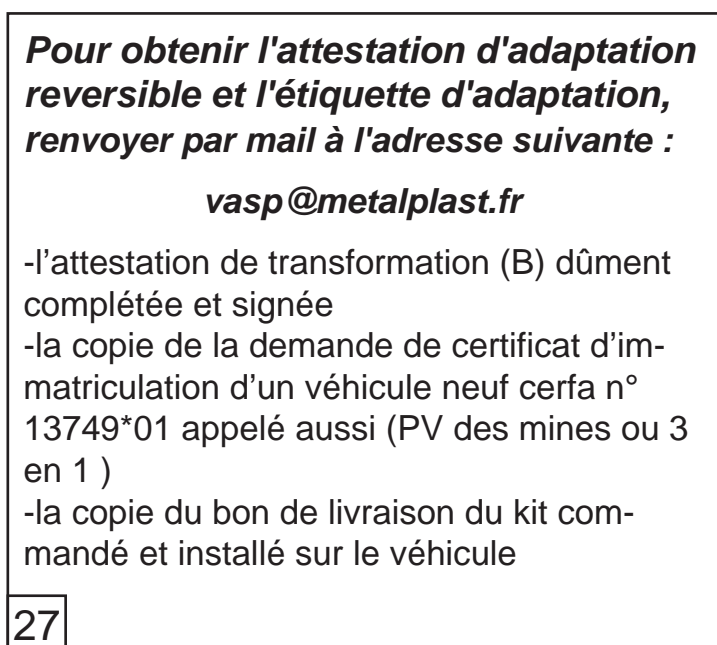 Pour obtenir l'attestation d'adaptation
reversible et l'étiquette d'adaptation,
renvoyer par mail à l'adresse suivante :
vasp@metalplast.fr
-l’attestation de transformation (B) dûment
complétée et signée
-la copie de la demande de certificat d’im-
matriculation d’un véhicule neuf cerfa n°
13749*01 appelé aussi (PV des mines ou 3
en 1 )
-la copie du bon de livraison du kit com-
mandé et installé sur le véhicule
27